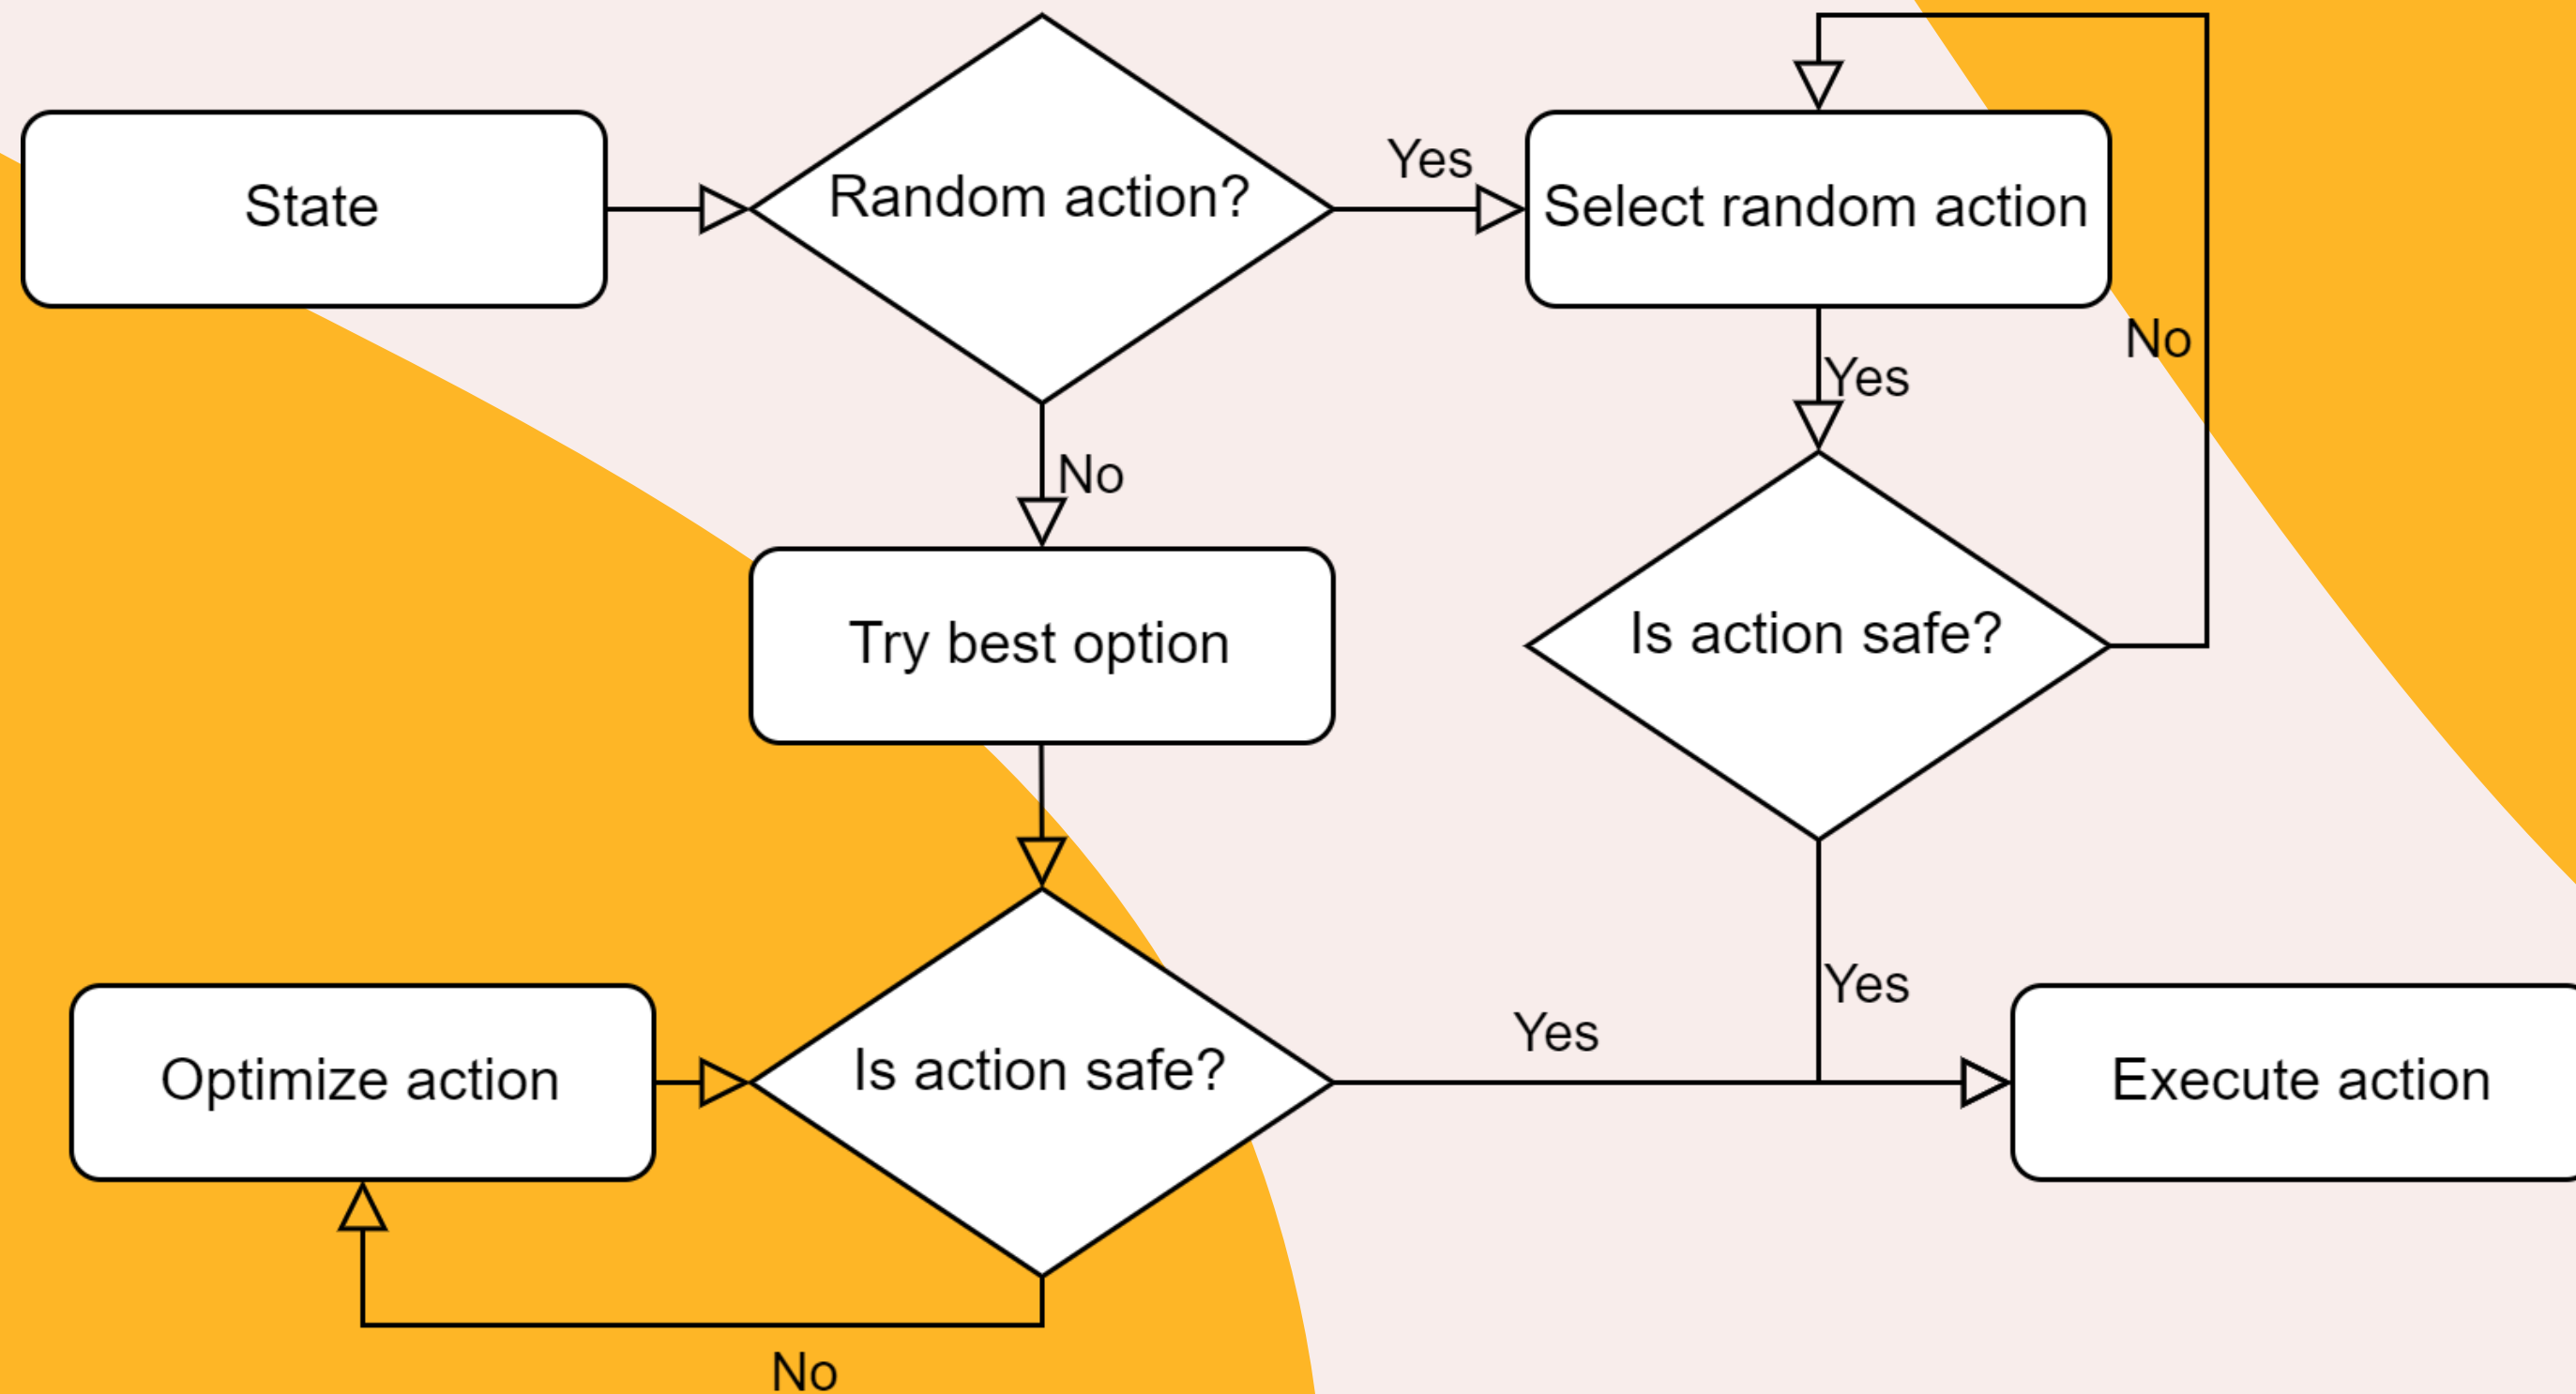 State
Random action?
Yes
Select random action
No
Yes
No
Try best option
Is action safe?
Yes
Yes
Optimize action
Is action safe?
Execute action
No